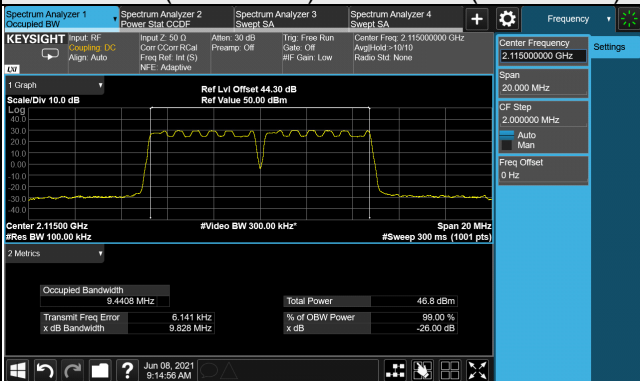 Spectrum Analyzer 1
Occupied BW
Spectrum Analyzer 2
Power Stat CCDF
Spectrum Analyzer 3
Swept SA
Spectrum Analyzer 4
Swept SA
Frequency
KEYSIGHT
Input: RF
Coupling: DC
Align: Auto
Input Z: 50 Ω
Corr CCorr RCal
Freq Ref: Int (S)
NFE: Adaptive
Atten: 30 dB
Preamp: Off
Trig: Free Run
Gate: Off
#IF Gain: Low
Center Freq: 2.115000000 GHz
Avg|Hold:>10/10
Radio Std: None
LXI
Center Frequency
2.115000000 GHz
Settings
Span
20.000 MHz
CF Step
2.000000 MHz
Auto
Man
Freq Offset
0 Hz
1 Graph
Scale/Div 10.0 dB
Ref Lvl Offset 44.30 dB
Ref Value 50.00 dBm
Log
40.0
30.0
20.0
10.0
0.00
-10.0
-20.0
-30.0
-40.0
Center 2.11500 GHz
#Res BW 100.00 kHz
#Video BW 300.00 kHz*
Span 20 MHz
#Sweep 300 ms (1001 pts)
2 Metrics
Occupied Bandwidth
9.4408 MHz
Transmit Freq Error 6.141 kHz
x dB Bandwidth 9.828 MHz
Total Power 46.8 dBm
% of OBW Power 99.00 %
x dB -26.00 dB
?
Jun 08, 2021
9:14:56 AM